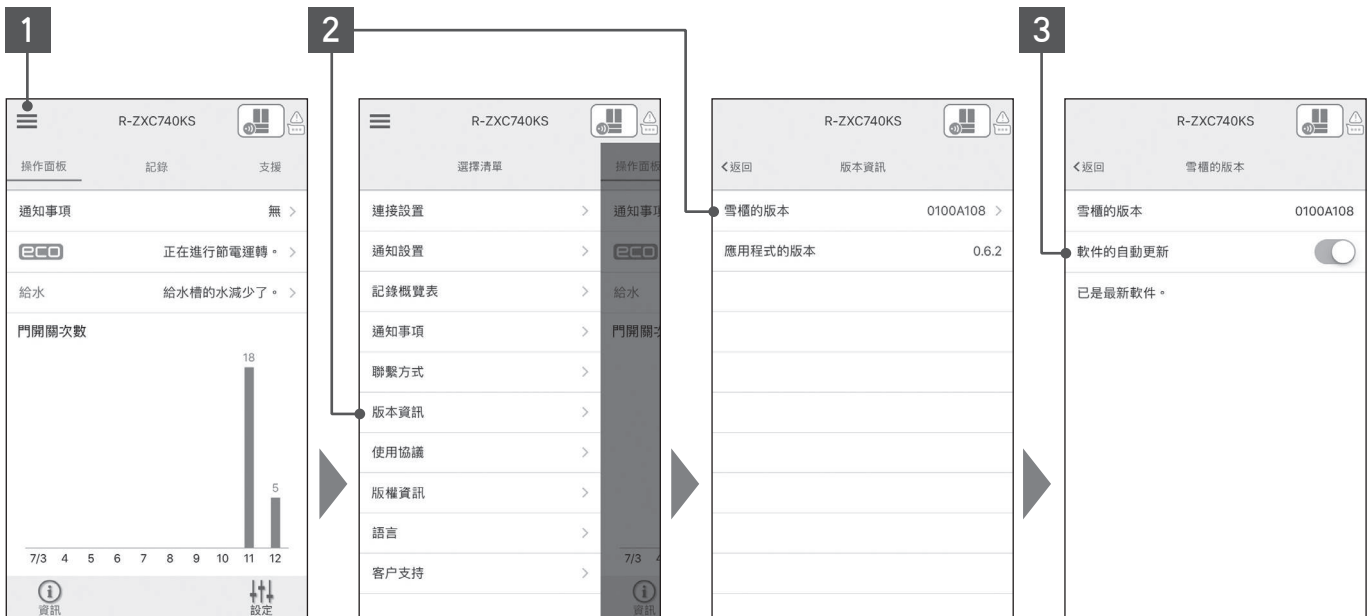 1
2
3
R-ZXC740KS
操作面板 記錄 支援
通知事項 無 >
eco 正在進行節電運轉。 >
給水 給水槽的水減少了。 >
門開關次數
18
5
7/3 4 5 6 7 8 9 10 11 12
資訊 設定
R-ZXC740KS
選擇清單 操作面板
連接設置 > 通知事項
通知設置 > eco
記錄概覽表 > 給水
通知事項 > 門開關
聯繫方式 >
版本資訊 >
使用協議 >
版權資訊 >
語言 >
客户支持 >
7/3
資訊
R-ZXC740KS
<返回 版本資訊
雪櫃的版本 0100A108 >
應用程式的版本 0.6.2
R-ZXC740KS
<返回 雪櫃的版本
雪櫃的版本 0100A108
軟件的自動更新
已是最新軟件。